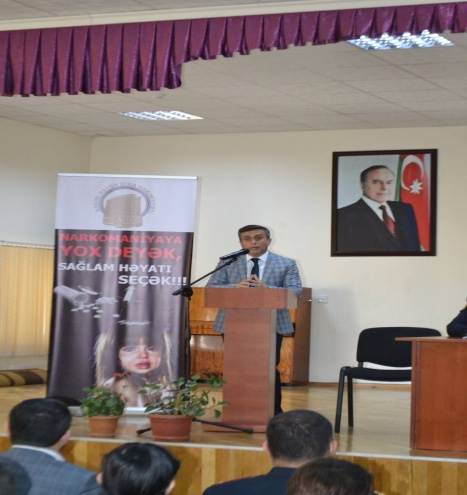 NARKOMANİYAYA
YOX DEYƏK,
SAĞLAM HƏYATI
SEÇƏK!!!